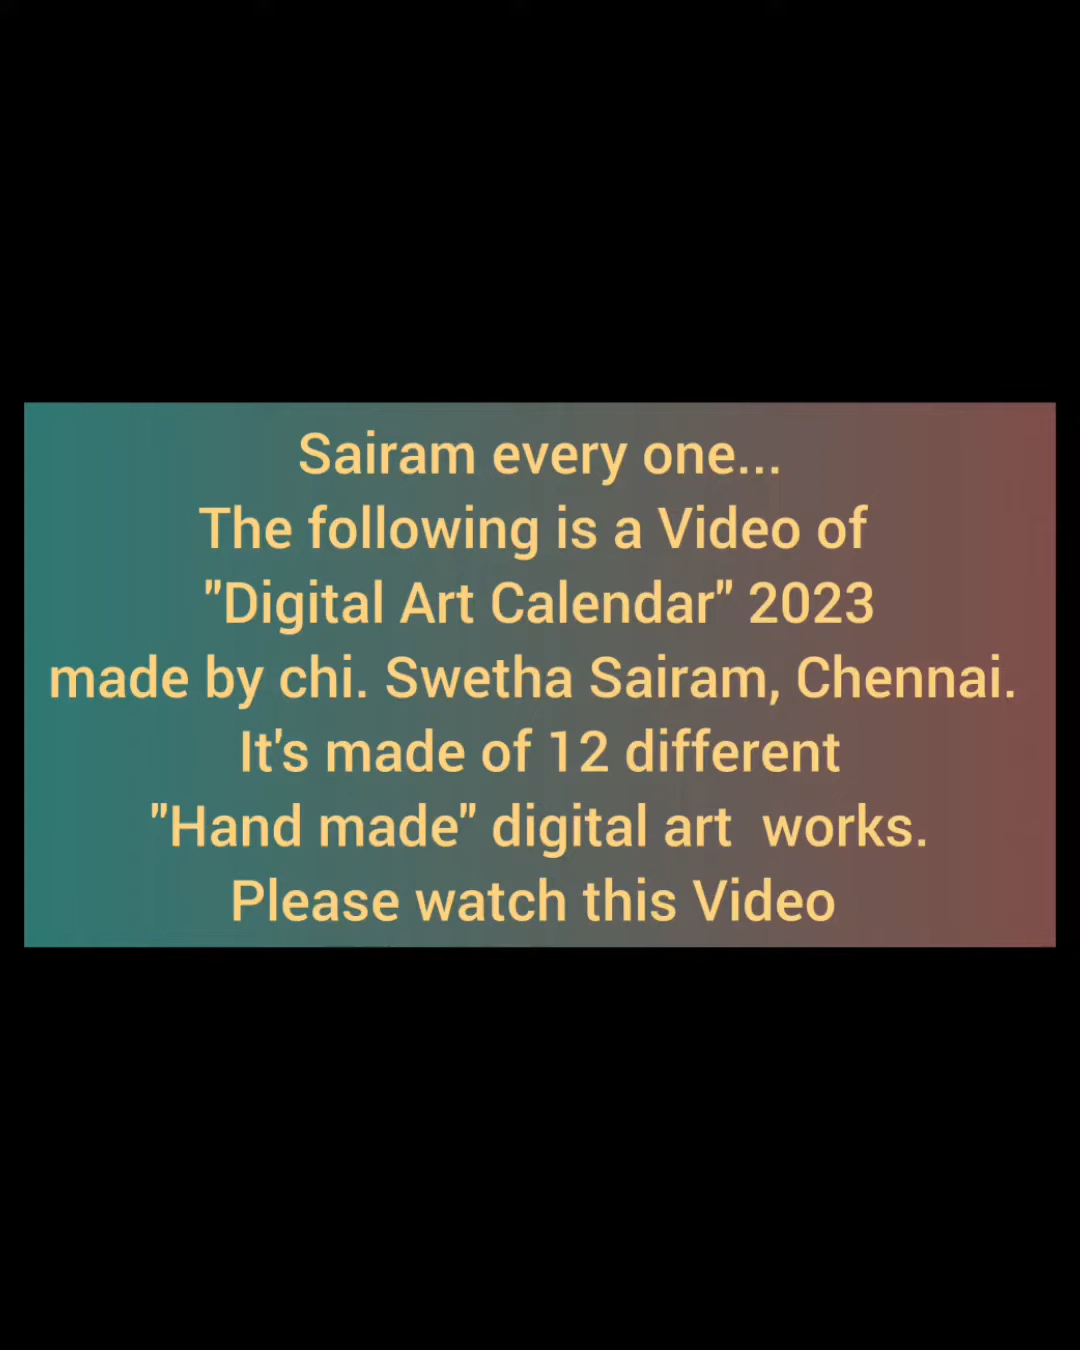 Sairam every one...
The following is a Video of
"Digital Art Calendar" 2023
made by chi. Swetha Sairam, Chennai.
It's made of 12 different
"Hand made" digital art  works.
Please watch this Video